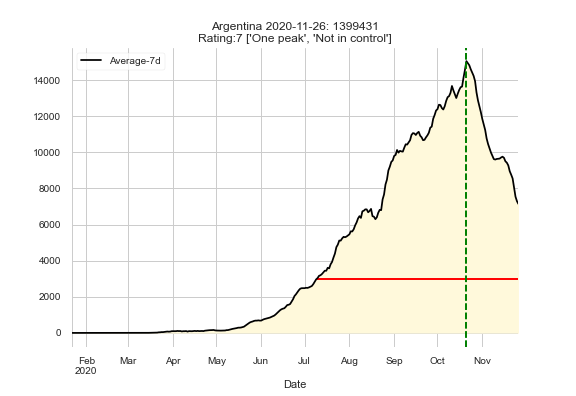 Argentina 2020-11-26: 1399431
Rating:7 ['One peak', 'Not in control']
Average-7d
14000
12000
10000
8000
6000
4000
2000
0
Feb Mar Apr May Jun Jul Aug Sep Oct Nov
2020
Date